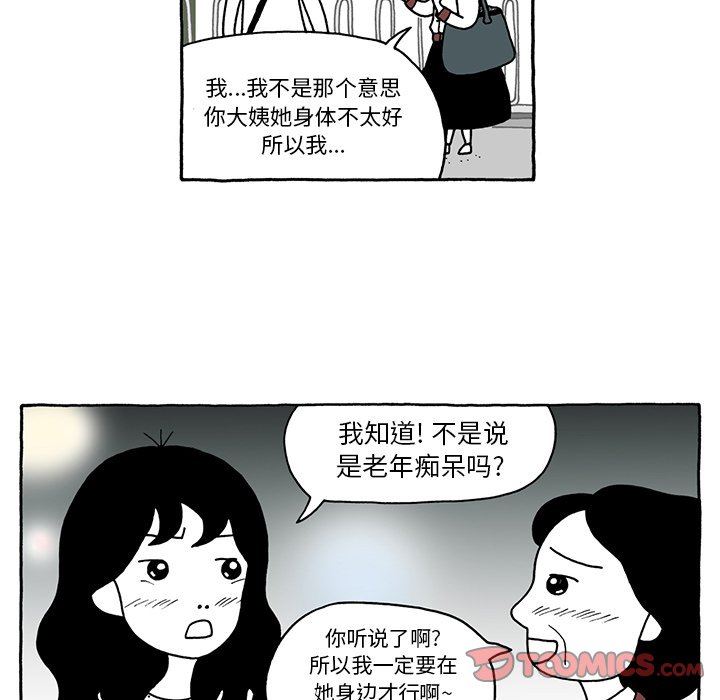 我...我不是那个意思
你大姨她身体不太好
所以我...
我知道! 不是说
是老年痴呆吗?
你听说了啊?
所以我一定要在
她身边才行啊~
TCOMICS.COM